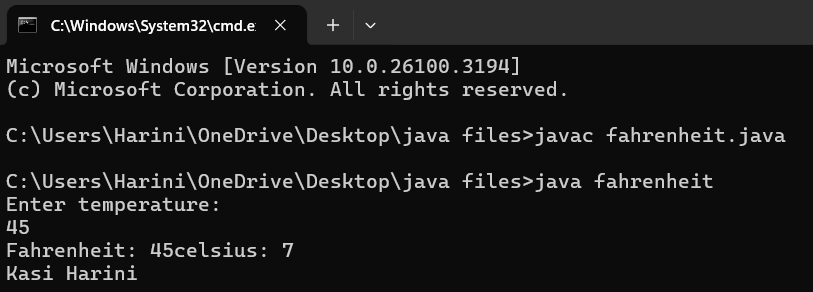 C:\Windows\System32\cmd.e
Microsoft Windows [Version 10.0.26100.3194]
(c) Microsoft Corporation. All rights reserved.
C:\Users\Harini\OneDrive\Desktop\java files>javac fahrenheit.java
C:\Users\Harini\OneDrive\Desktop\java files>java fahrenheit
Enter temperature:
45
Fahrenheit: 45celsius: 7
Kasi Harini